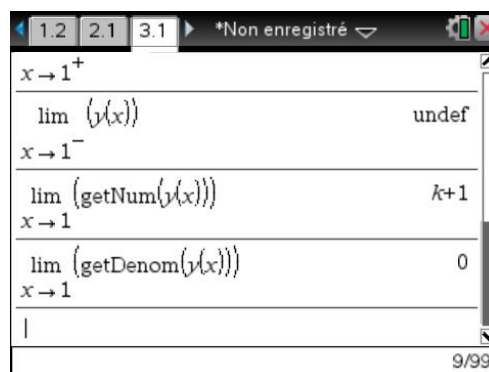 1.2 2.1 3.1 *Non enregistré
x→1⁺
lim (y(x)) undef
x→1⁻
lim (getNum(y(x))) k+1
x→1
lim (getDenom(y(x))) 0
x→1
9/99